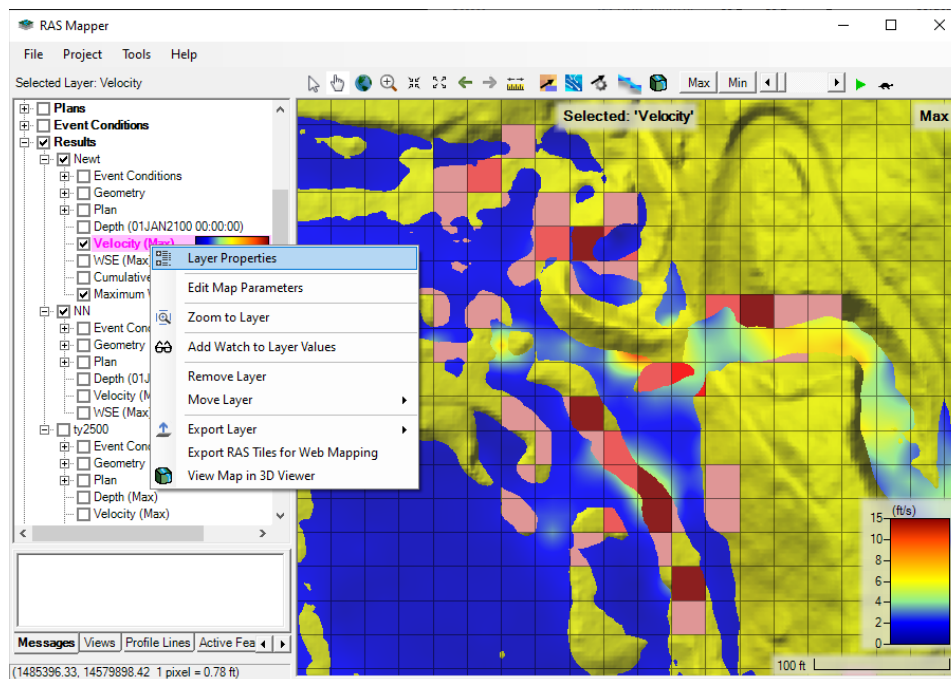 RAS Mapper
File Project Tools Help
Selected Layer: Velocity
Max Min
Plans
Event Conditions
Results
Newt
Event Conditions
Geometry
Plan
Depth (01JAN2100 00:00:00)
Velocity (Max)
WSE (Max
Cumulative
Maximum V
NN
Event Cond
Geometry
Plan
Depth (01J
Velocity (M
WSE (Max
ty2500
Event Cond
Geometry
Plan
Depth (Max)
Velocity (Max)
Layer Properties
Edit Map Parameters
Zoom to Layer
Add Watch to Layer Values
Remove Layer
Move Layer
Export Layer
Export RAS Tiles for Web Mapping
View Map in 3D Viewer
Selected: 'Velocity'
Max
(ft/s)
15
10
8
6
4
2
0
100 ft
Messages Views Profile Lines Active Fea
(1485396.33, 14579898.42 1 pixel = 0.78 ft)